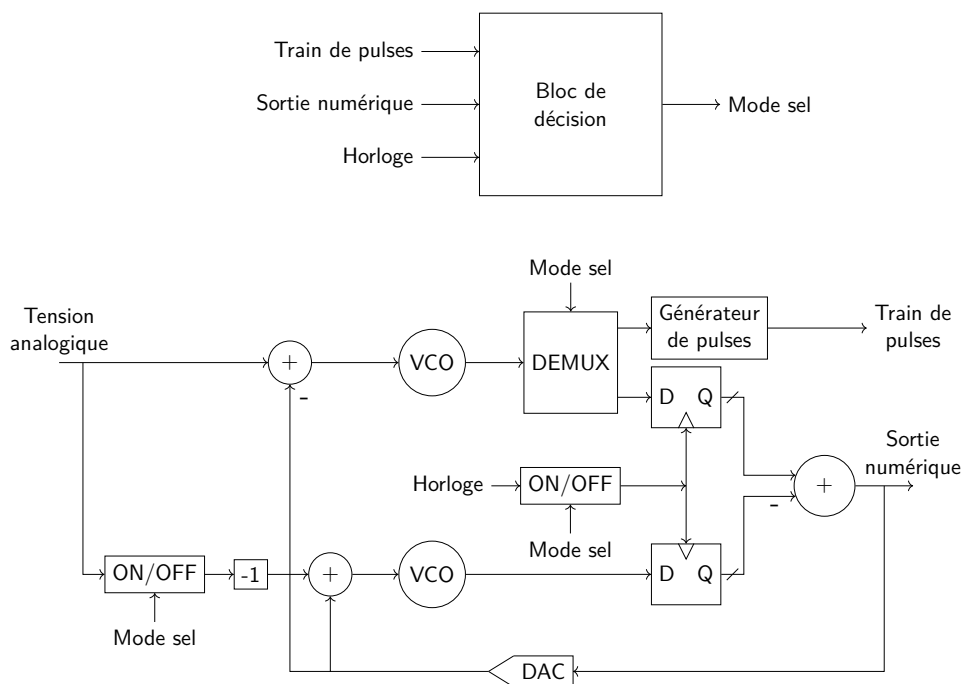 Train de pulses
Sortie numérique
Horloge
Bloc de
décision
Mode sel
Mode sel
Tension
analogique
+
-
VCO
DEMUX
Générateur
de pulses
Train de
pulses
D Q
Horloge
ON/OFF
Mode sel
+
-
Sortie
numérique
ON/OFF
Mode sel
-1
+
VCO
D Q
DAC